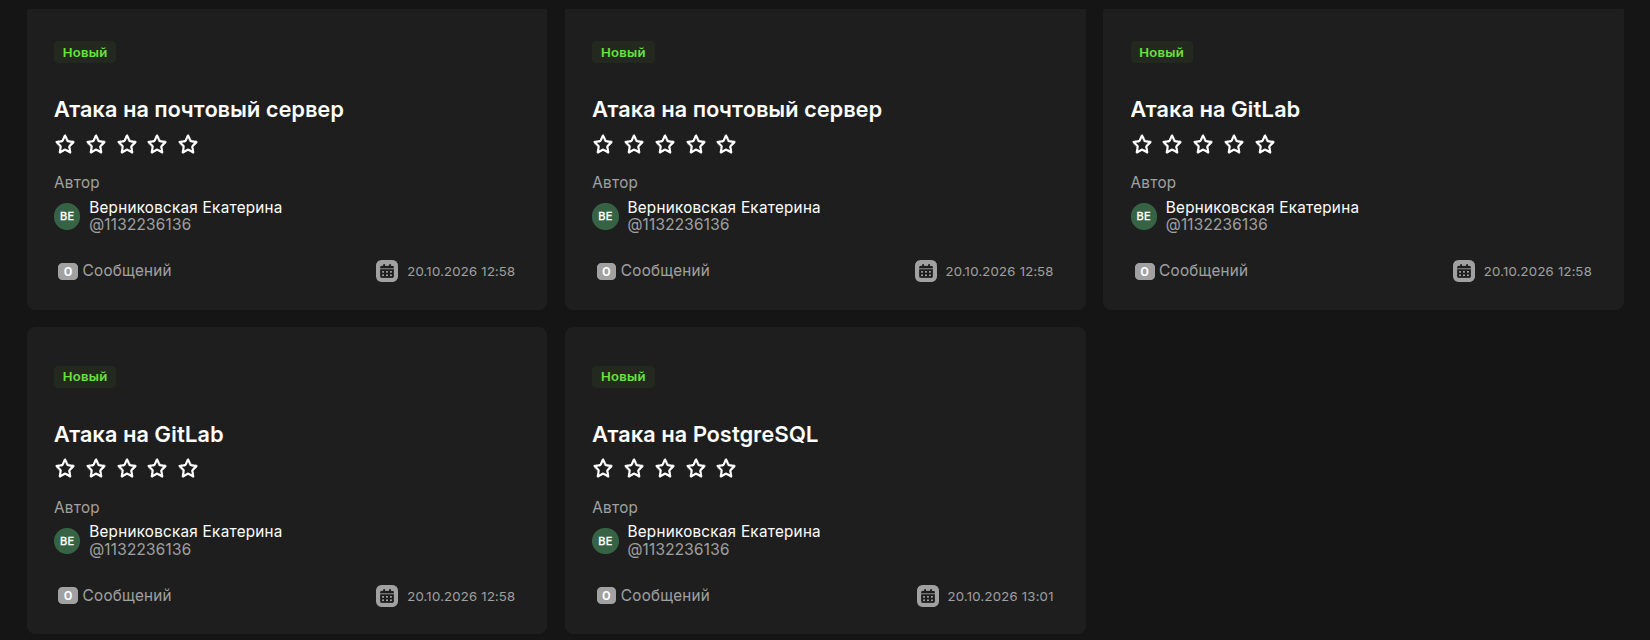 Новый
Атака на почтовый сервер
Автор
ВЕ
Верниковская Екатерина
@1132236136
0 Сообщений
20.10.2026 12:58
Новый
Атака на почтовый сервер
Автор
ВЕ
Верниковская Екатерина
@1132236136
0 Сообщений
20.10.2026 12:58
Новый
Атака на GitLab
Автор
ВЕ
Верниковская Екатерина
@1132236136
0 Сообщений
20.10.2026 12:58
Новый
Атака на GitLab
Автор
ВЕ
Верниковская Екатерина
@1132236136
0 Сообщений
20.10.2026 12:58
Новый
Атака на PostgreSQL
Автор
ВЕ
Верниковская Екатерина
@1132236136
0 Сообщений
20.10.2026 13:01